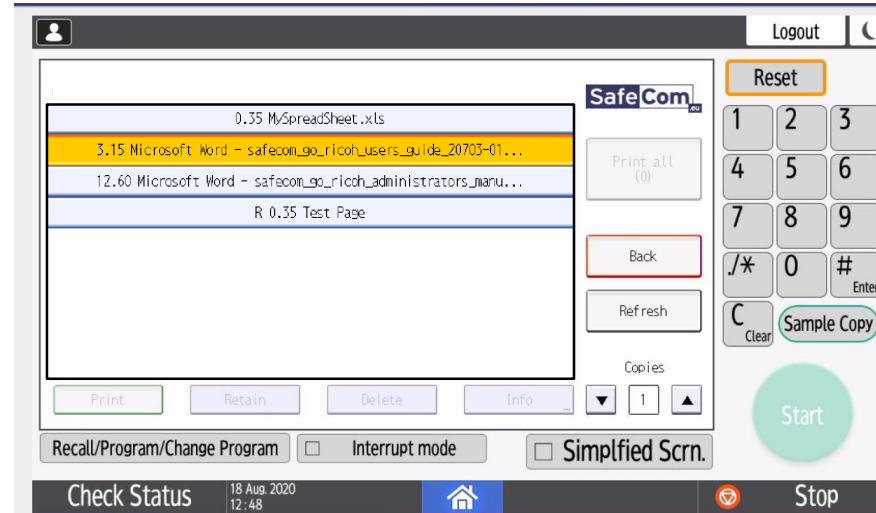 Logout
SafeCom
.eu
0.35 MySpreadSheet.xls
3.15 Microsoft Word - safecom_go_ricoh_users_guide_20703-01...
12.60 Microsoft Word - safecom_go_ricoh_administrators_manu...
R 0.35 Test Page
Print all
(0)
Back
Refresh
Copies
1
Print
Retain
Delete
Info
Reset
1 2 3
4 5 6
7 8 9
./* 0 #
Enter
C
Clear
Sample Copy
Start
Recall/Program/Change Program
Interrupt mode
Simplfied Scrn.
Check Status
18 Aug. 2020
12:48
Stop